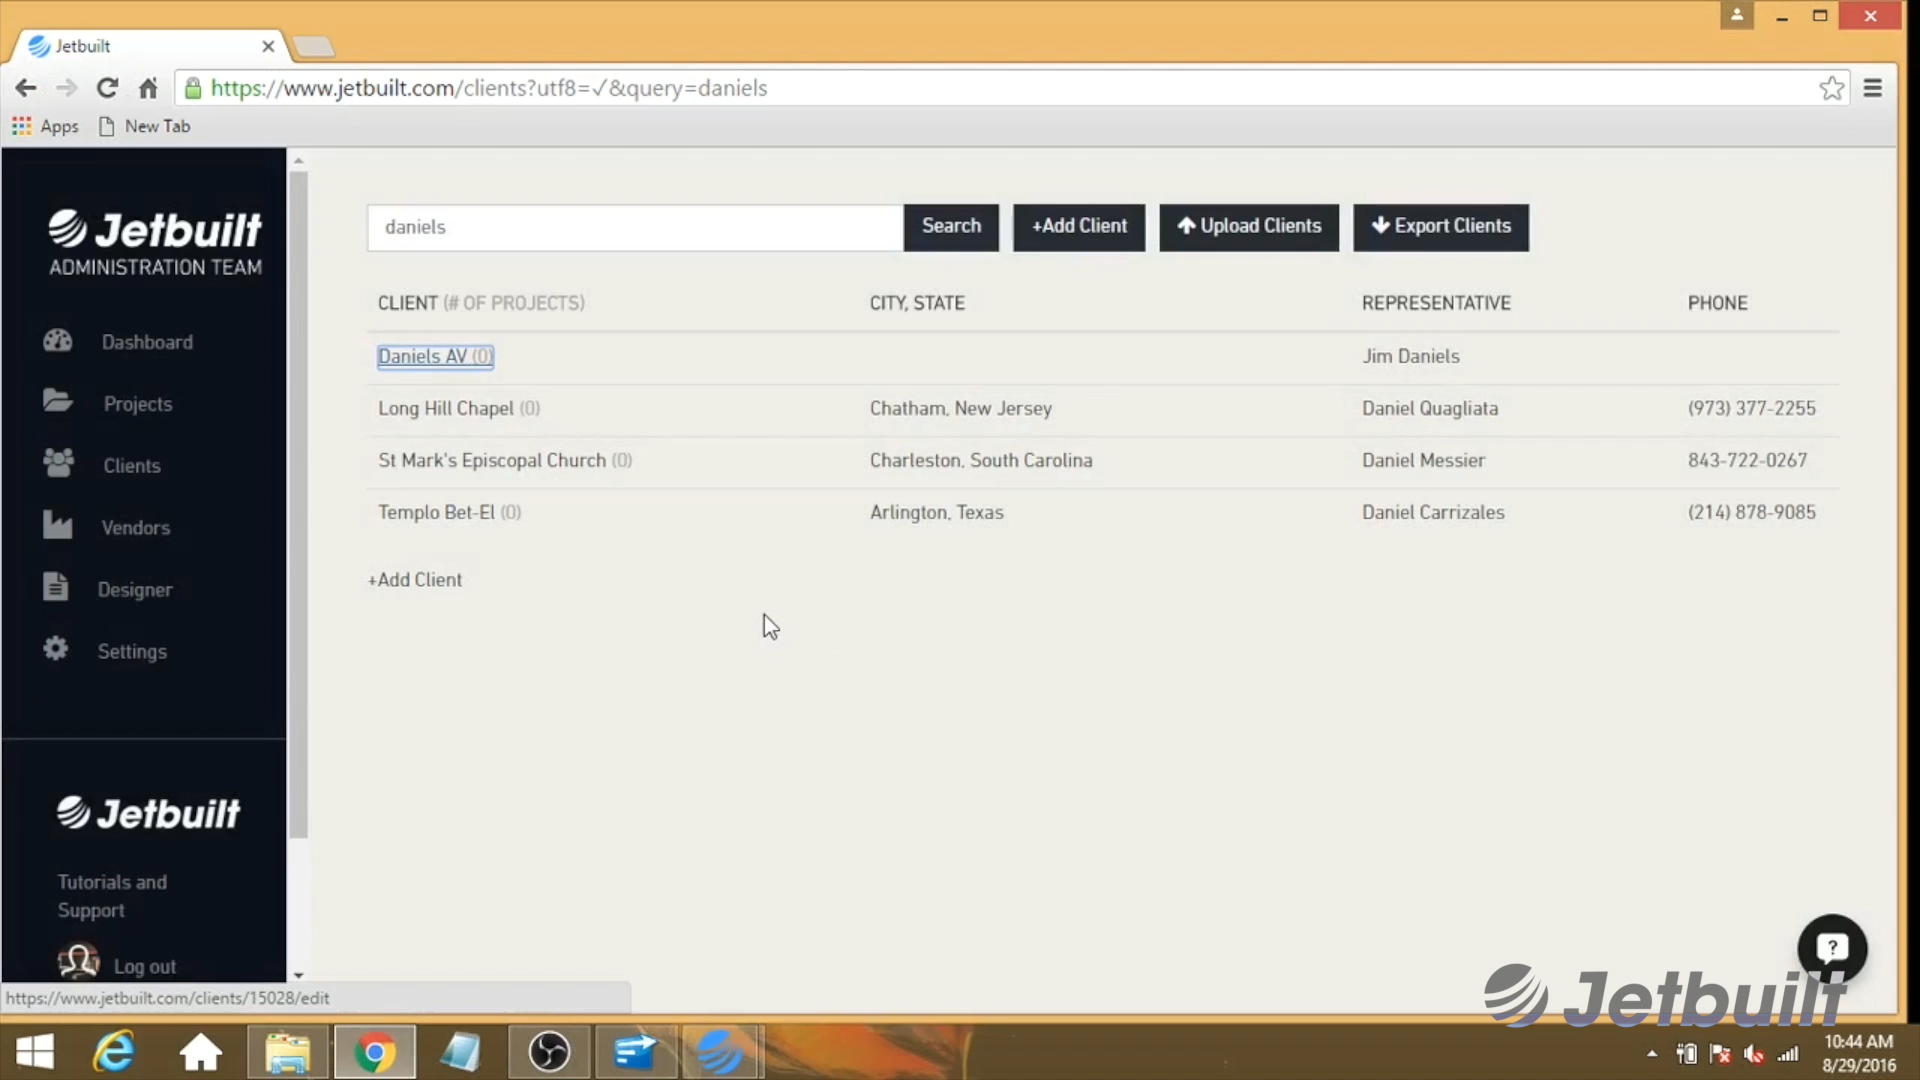 Jetbuilt
https://www.jetbuilt.com/clients?utf8=✓&query=daniels
Apps New Tab
Jetbuilt
ADMINISTRATION TEAM
Dashboard
Projects
Clients
Vendors
Designer
Settings
Jetbuilt
Tutorials and
Support
Log out
https://www.jetbuilt.com/clients/15028/edit
daniels Search +Add Client Upload Clients Export Clients
CLIENT (# OF PROJECTS) CITY, STATE REPRESENTATIVE PHONE
Daniels AV (0) Jim Daniels
Long Hill Chapel (0) Chatham, New Jersey Daniel Quagliata (973) 377-2255
St Mark's Episcopal Church (0) Charleston, South Carolina Daniel Messier 843-722-0267
Templo Bet-El (0) Arlington, Texas Daniel Carrizales (214) 878-9085
+Add Client
?
Jetbuilt
10:44 AM
8/29/2016